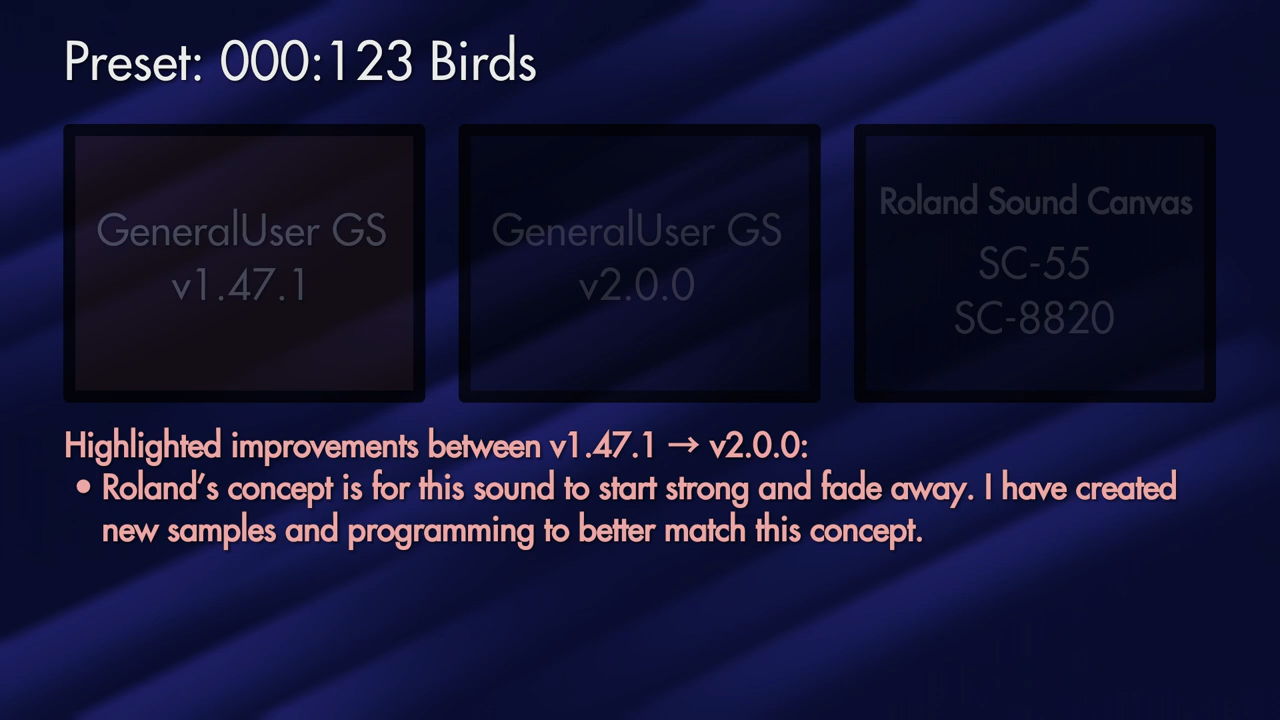 Preset: 000:123 Birds
GeneralUser GS
v1.47.1
GeneralUser GS
v2.0.0
Roland Sound Canvas
SC-55
SC-8820
Highlighted improvements between v1.47.1 → v2.0.0:
• Roland’s concept is for this sound to start strong and fade away. I have created
new samples and programming to better match this concept.